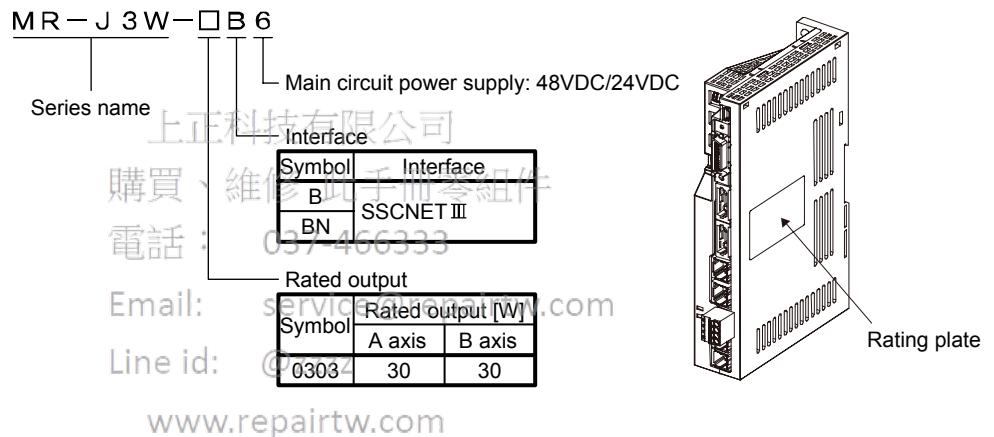 MR-J3W-□B6
Series name
Main circuit power supply: 48VDC/24VDC
Interface
Symbol Interface
B SSCNETⅢ
BN
Rated output
Symbol Rated output [W]
A axis B axis
0303 30 30
Rating plate
上正科技有限公司
購買、維修 此手冊零組件
電話： 037-466333
Email: service@repairtw.com
Line id: @zzzz
www.repairtw.com